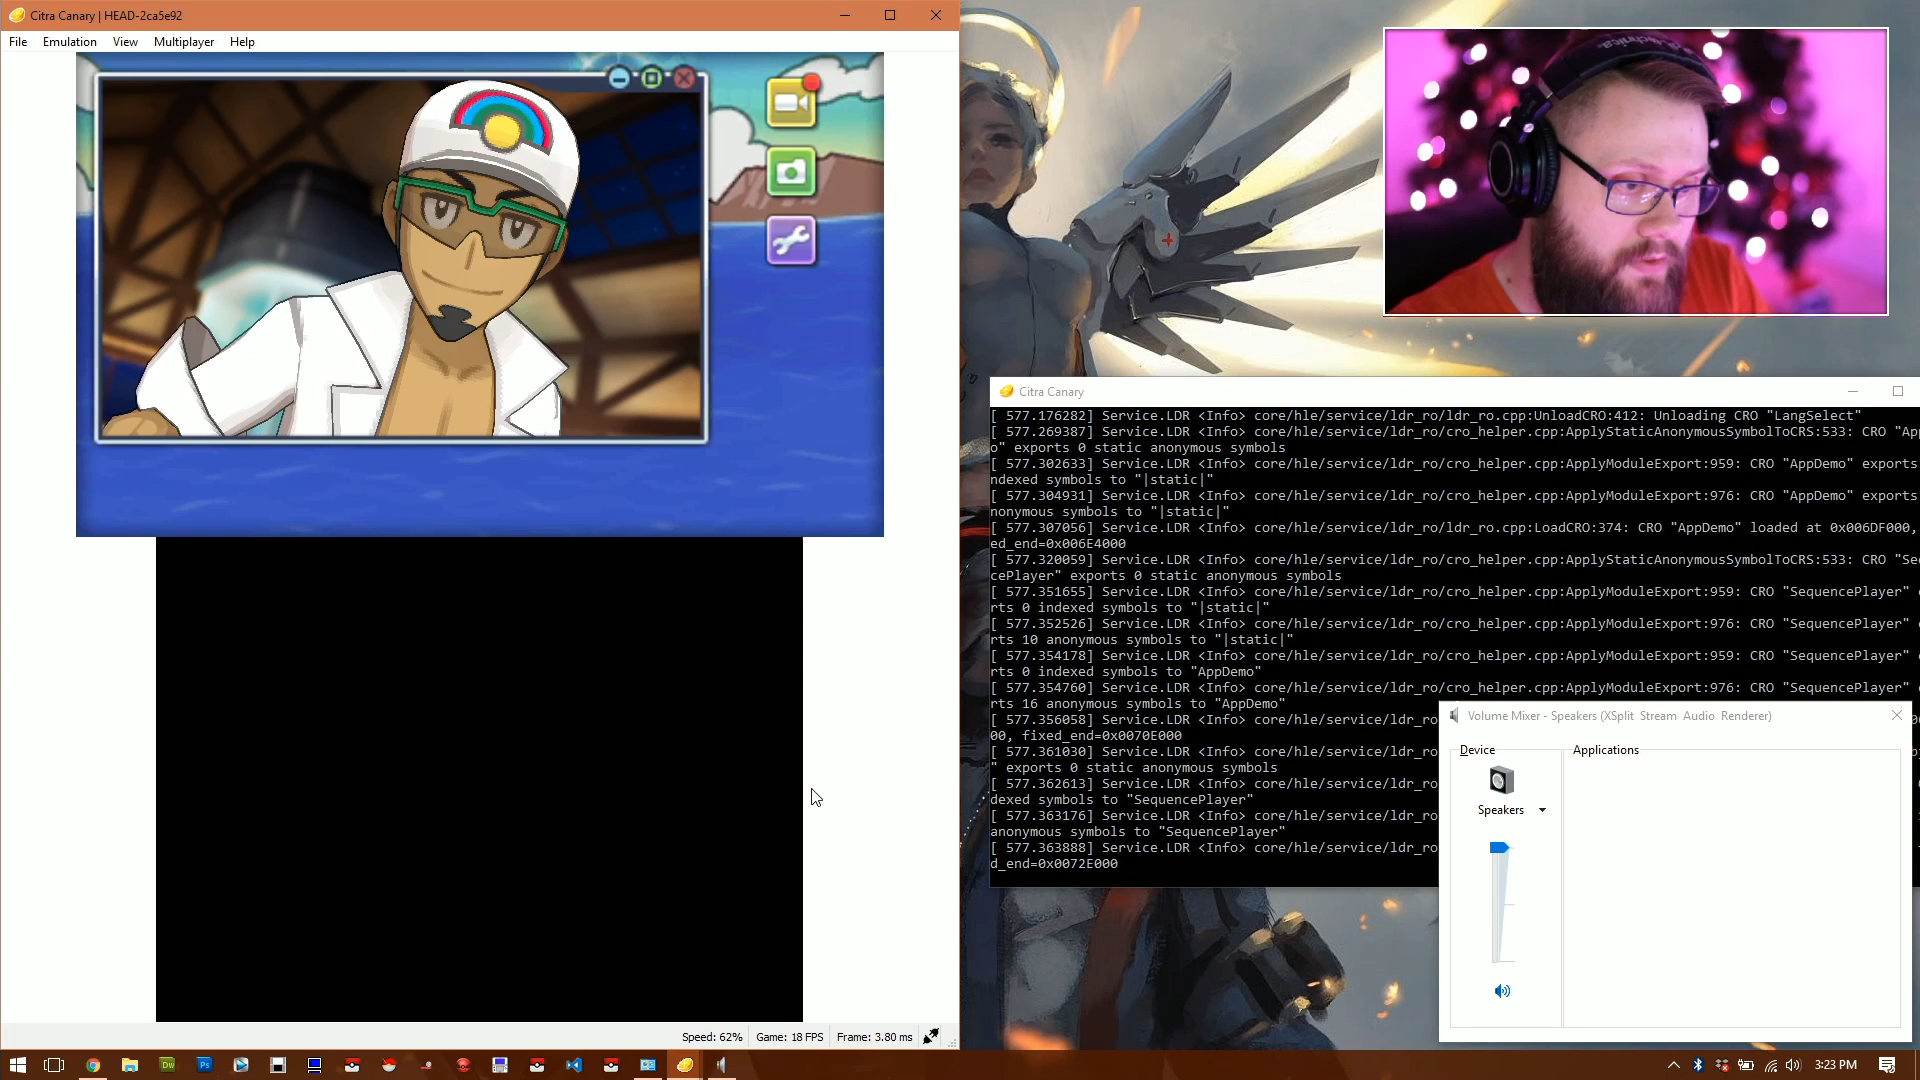 Citra Canary | HEAD-2ca5e92
File Emulation View Multiplayer Help
Citra Canary
[ 577.176282] Service.LDR <Info> core/hle/service/ldr_ro/ldr_ro.cpp:UnloadCRO:412: Unloading CRO "LangSelect"
[ 577.269387] Service.LDR <Info> core/hle/service/ldr_ro/cro_helper.cpp:ApplyStaticAnonymousSymbolToCRS:533: CRO "Ap
o" exports 0 static anonymous symbols
[ 577.302633] Service.LDR <Info> core/hle/service/ldr_ro/cro_helper.cpp:ApplyModuleExport:959: CRO "AppDemo" exports
ndexed symbols to "|static|"
[ 577.304931] Service.LDR <Info> core/hle/service/ldr_ro/cro_helper.cpp:ApplyModuleExport:976: CRO "AppDemo" exports
nonymous symbols to "|static|"
[ 577.307056] Service.LDR <Info> core/hle/service/ldr_ro/ldr_ro.cpp:LoadCRO:374: CRO "AppDemo" loaded at 0x006DF000,
ed_end=0x006E4000
[ 577.320059] Service.LDR <Info> core/hle/service/ldr_ro/cro_helper.cpp:ApplyStaticAnonymousSymbolToCRS:533: CRO "Se
cePlayer" exports 0 static anonymous symbols
[ 577.351655] Service.LDR <Info> core/hle/service/ldr_ro/cro_helper.cpp:ApplyModuleExport:959: CRO "SequencePlayer"
rts 0 indexed symbols to "|static|"
[ 577.352526] Service.LDR <Info> core/hle/service/ldr_ro/cro_helper.cpp:ApplyModuleExport:976: CRO "SequencePlayer"
rts 10 anonymous symbols to "|static|"
[ 577.354178] Service.LDR <Info> core/hle/service/ldr_ro/cro_helper.cpp:ApplyModuleExport:959: CRO "SequencePlayer"
rts 0 indexed symbols to "AppDemo"
[ 577.354760] Service.LDR <Info> core/hle/service/ldr_ro/cro_helper.cpp:ApplyModuleExport:976: CRO "SequencePlayer"
rts 16 anonymous symbols to "AppDemo"
[ 577.356058] Service.LDR <Info> core/hle/service/ldr_ro
00, fixed_end=0x0070E000
[ 577.361030] Service.LDR <Info> core/hle/service/ldr_ro
" exports 0 static anonymous symbols
[ 577.362613] Service.LDR <Info> core/hle/service/ldr_ro
dexed symbols to "SequencePlayer"
[ 577.363176] Service.LDR <Info> core/hle/service/ldr_ro
anonymous symbols to "SequencePlayer"
[ 577.363888] Service.LDR <Info> core/hle/service/ldr_ro
d_end=0x0072E000
Volume Mixer - Speakers (XSplit Stream Audio Renderer)
Device
Applications
Speakers
Speed: 62% Game: 18 FPS Frame: 3.80 ms
Dw
Ps
3:23 PM